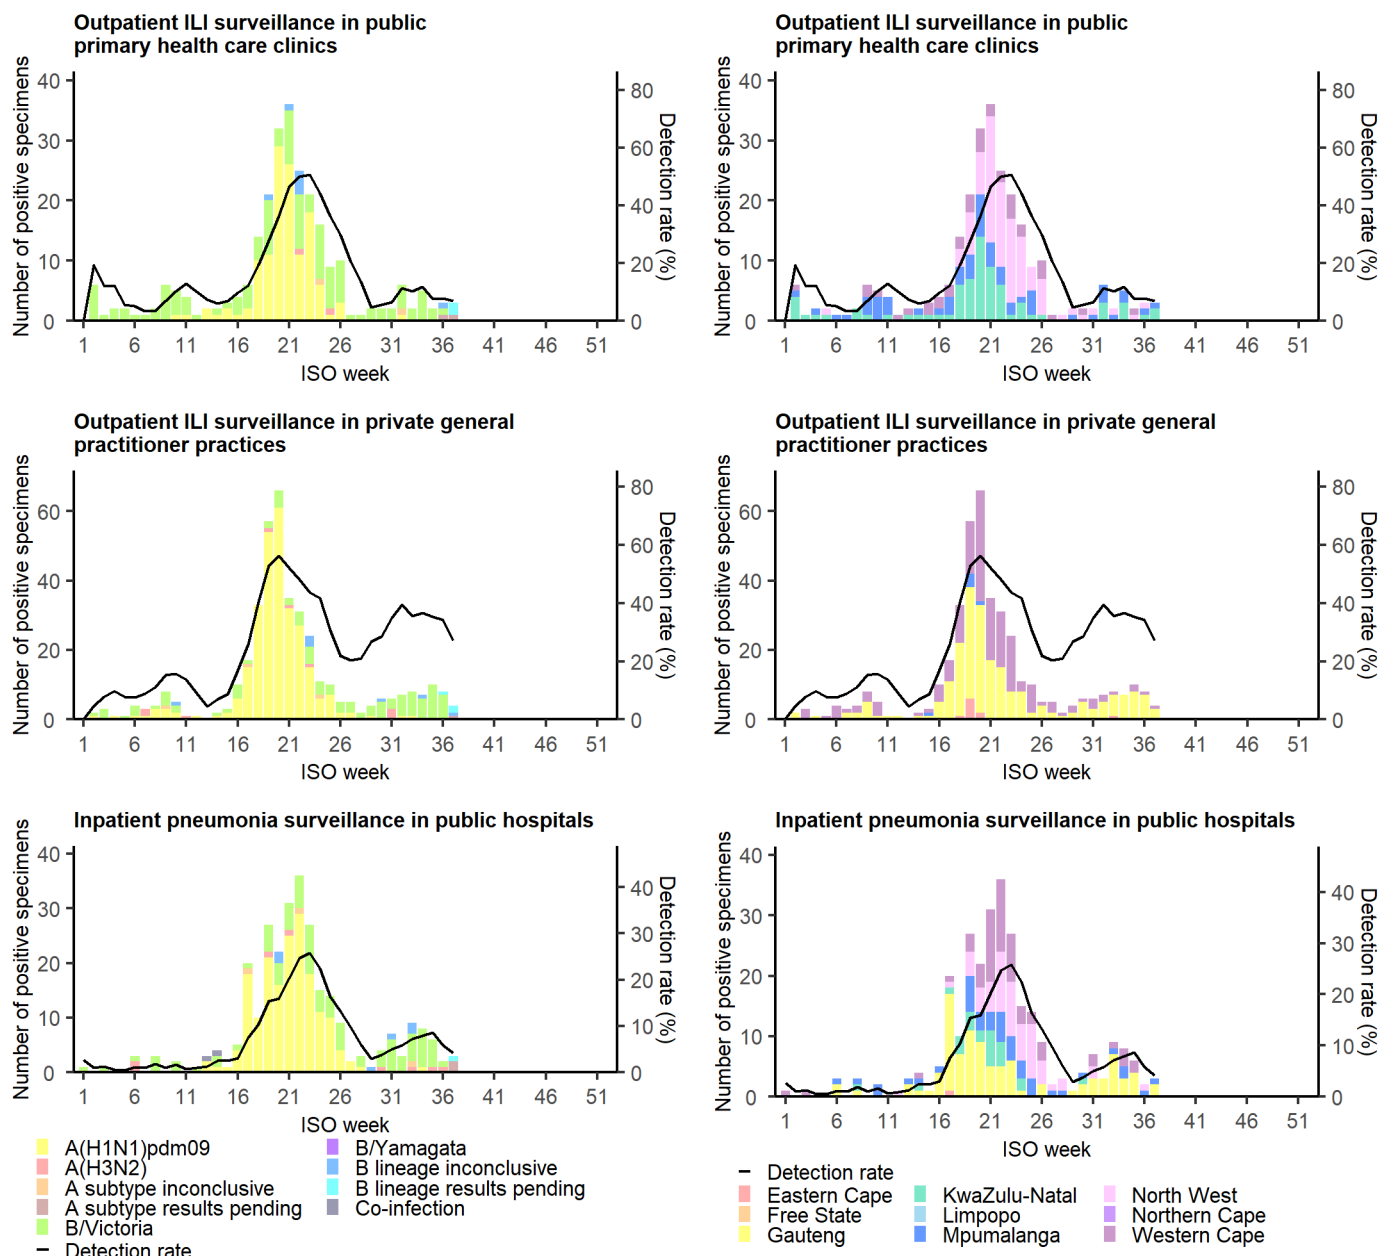 Outpatient ILI surveillance in public
primary health care clinics
Number of positive specimens
40
30
20
10
0
80
60
40
20
0
Detection rate (%)
1 6 11 16 21 26 31 36 41 46 51
ISO week
Outpatient ILI surveillance in public
primary health care clinics
Number of positive specimens
40
30
20
10
0
80
60
40
20
0
Detection rate (%)
1 6 11 16 21 26 31 36 41 46 51
ISO week
Outpatient ILI surveillance in private general
practitioner practices
Number of positive specimens
60
40
20
0
80
60
40
20
0
Detection rate (%)
1 6 11 16 21 26 31 36 41 46 51
ISO week
Outpatient ILI surveillance in private general
practitioner practices
Number of positive specimens
60
40
20
0
80
60
40
20
0
Detection rate (%)
1 6 11 16 21 26 31 36 41 46 51
ISO week
Inpatient pneumonia surveillance in public hospitals
Number of positive specimens
40
30
20
10
0
40
30
20
10
0
Detection rate (%)
1 6 11 16 21 26 31 36 41 46 51
ISO week
A(H1N1)pdm09
A(H3N2)
A subtype inconclusive
A subtype results pending
B/Victoria
Detection rate
B/Yamagata
B lineage inconclusive
B lineage results pending
Co-infection
Inpatient pneumonia surveillance in public hospitals
Number of positive specimens
40
30
20
10
0
40
30
20
10
0
Detection rate (%)
1 6 11 16 21 26 31 36 41 46 51
ISO week
Detection rate
Eastern Cape
Free State
Gauteng
KwaZulu-Natal
Limpopo
Mpumalanga
North West
Northern Cape
Western Cape